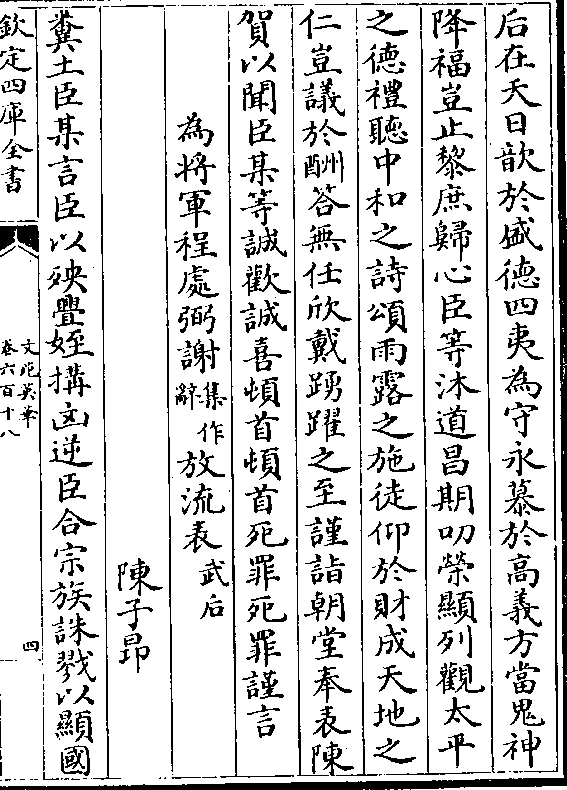 后在天日歆於盛德四夷為守永慕於高義方當鬼神
降福豈止黎庶歸心臣等沐道昌期叨榮顯列觀太平
之德禮聽中和之詩頌雨露之施徒仰於財成天地之
仁豈議於酬答無任欣戴踴躍之至謹詣朝堂奉表陳
賀以聞臣某等誠歡誠喜頓首頓首死罪死罪謹言
為將軍程處弼謝集作辭放流表武后
陳子昂
糞土臣某言臣以殃舋姪搆凶逆臣合宗族誅戮以顯國
欽定四庫全書
文苑英華
卷六百十八
四